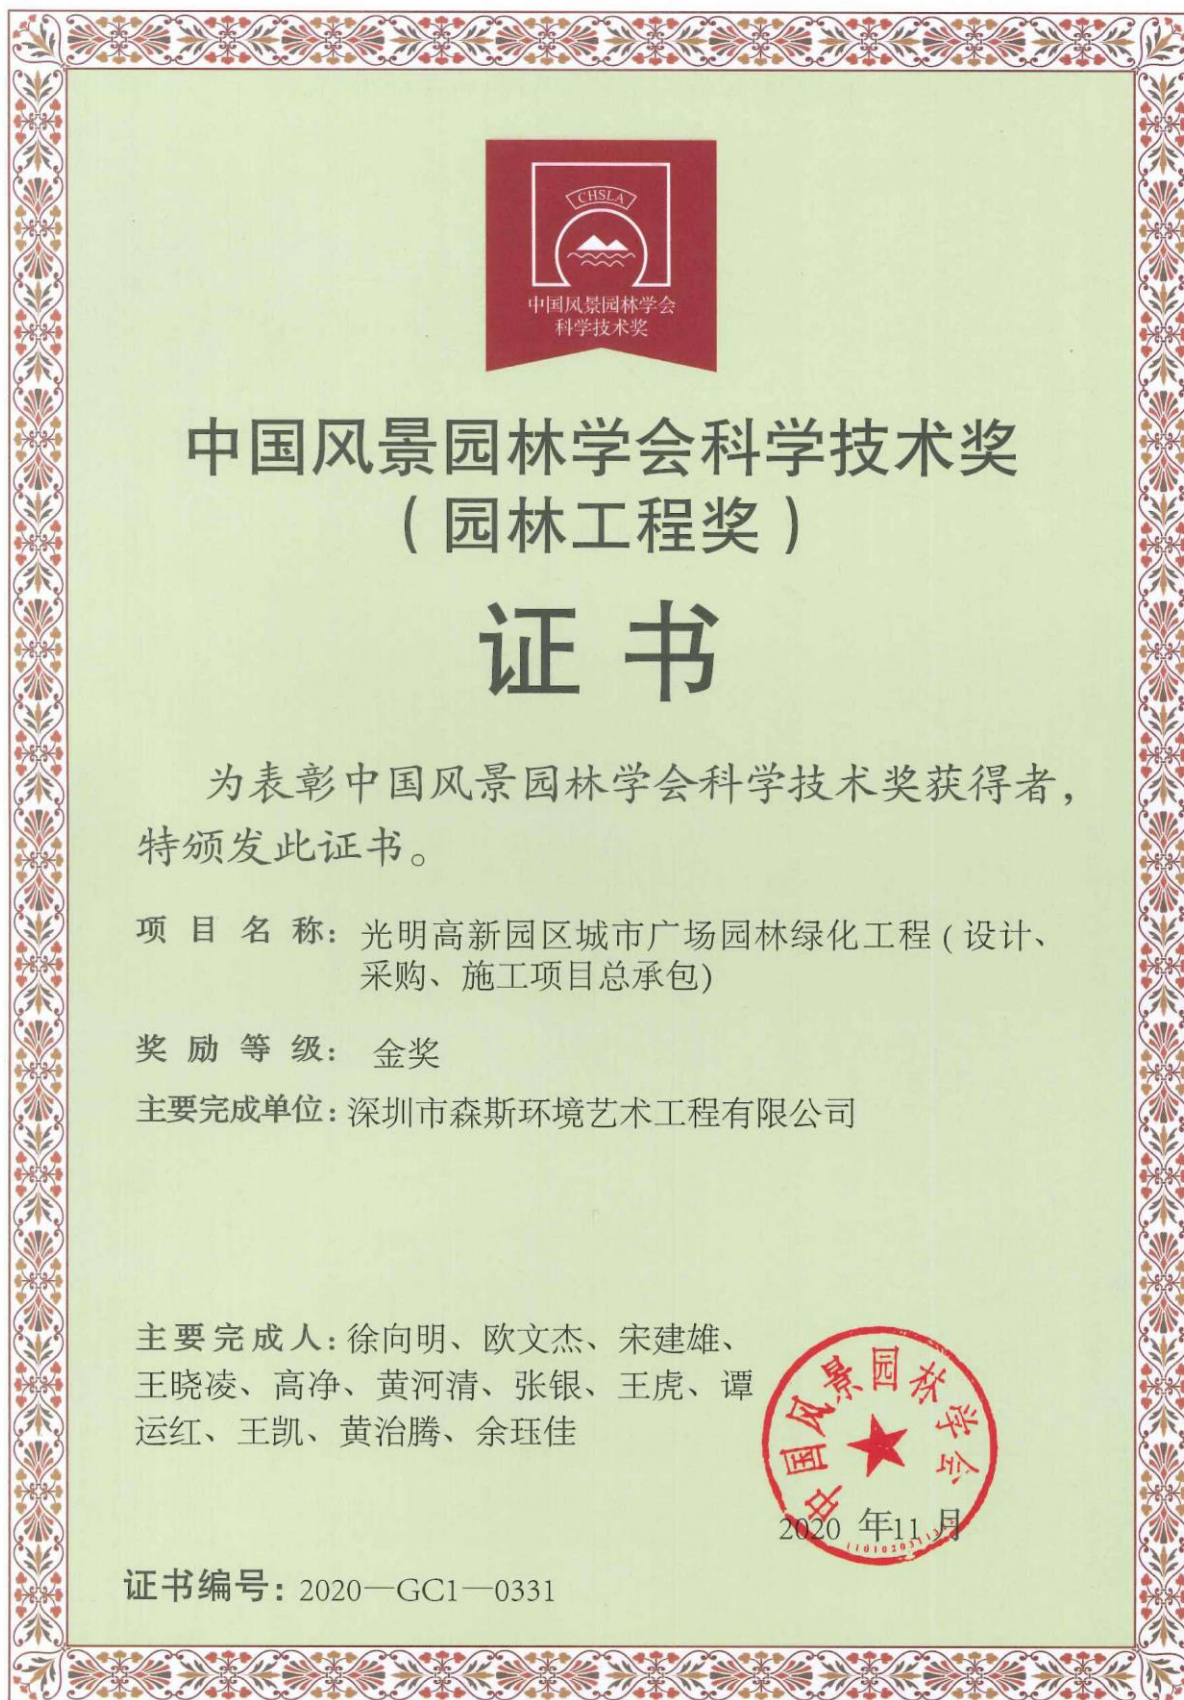 CHSLA
中国风景园林学会
科学技术奖
中国风景园林学会科学技术奖
（园林工程奖）
证书
为表彰中国风景园林学会科学技术奖获得者，
特颁发此证书。
项目名称：光明高新园区城市广场园林绿化工程(设计、
采购、施工项目总承包)
奖励等级：金奖
主要完成单位：深圳市森斯环境艺术工程有限公司
主要完成人：徐向明、欧文杰、宋建雄、
王晓凌、高净、黄河清、张银、王虎、谭
运红、王凯、黄治腾、余珏佳
中国风景园林学会
2020 年11月
证书编号：2020—GC1—0331